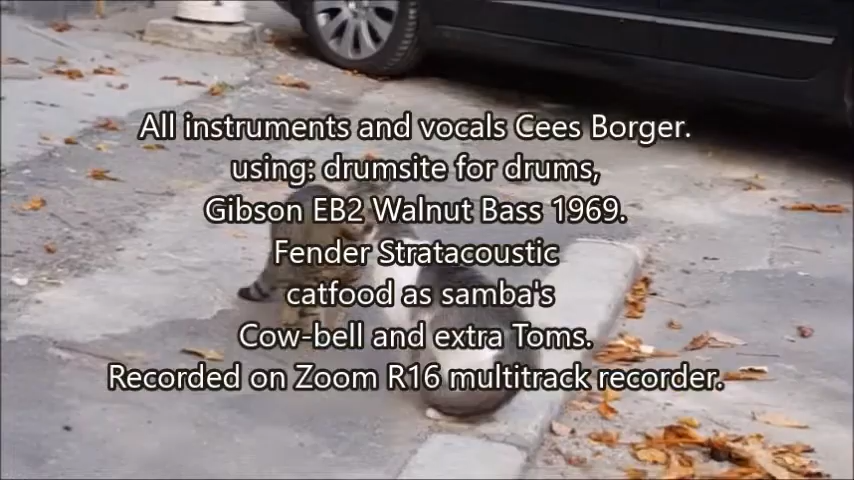 All instruments and vocals Cees Borger.
using: drumsite for drums,
Gibson EB2 Walnut Bass 1969.
Fender Stratacoustic
catfood as samba's
Cow-bell and extra Toms.
Recorded on Zoom R16 multitrack recorder.